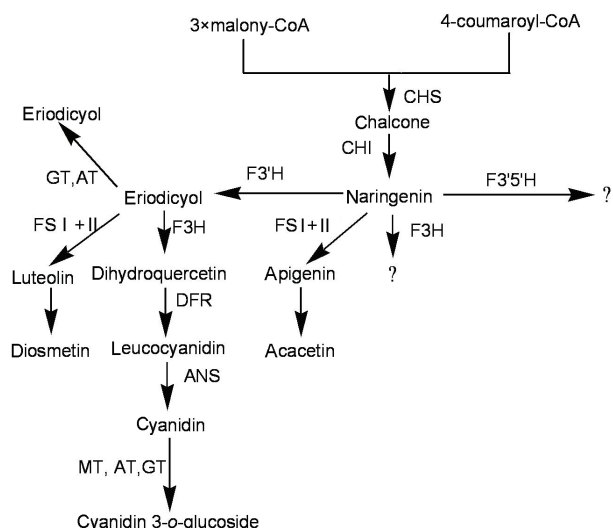 3×malony-CoA
4-coumaroyl-CoA
CHS
Chalcone
CHI
Eriodicyol
GT,AT
F3'H
F3'5'H
Eriodicyol
Naringenin
?
FS I + II
F3H
FS I + II
F3H
Luteolin
Dihydroquercetin
Apigenin
?
DFR
Diosmetin
Leucocyanidin
Acacetin
ANS
Cyanidin
MT, AT,GT
Cyanidin 3-o-glucoside